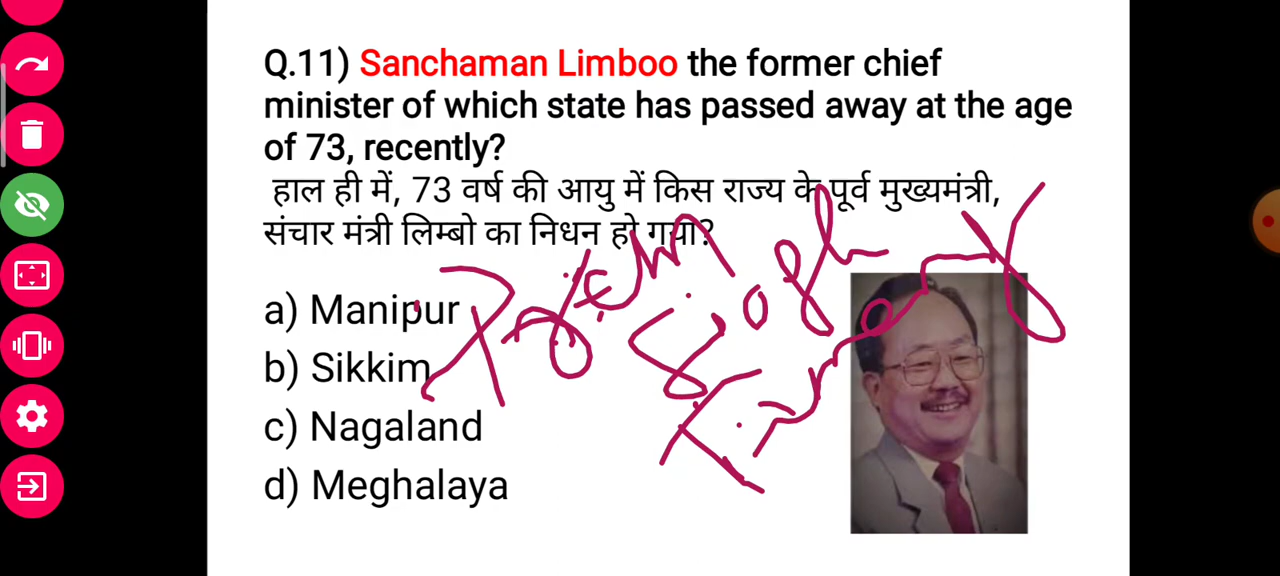 Q.11) Sanchaman Limboo the former chief
minister of which state has passed away at the age
of 73, recently?
हाल ही में, 73 वर्ष की आयु में किस राज्य के पूर्व मुख्यमंत्री,
संचार मंत्री लिम्बो का निधन हो गया?
a) Manipur
b) Sikkim
c) Nagaland
d) Meghalaya